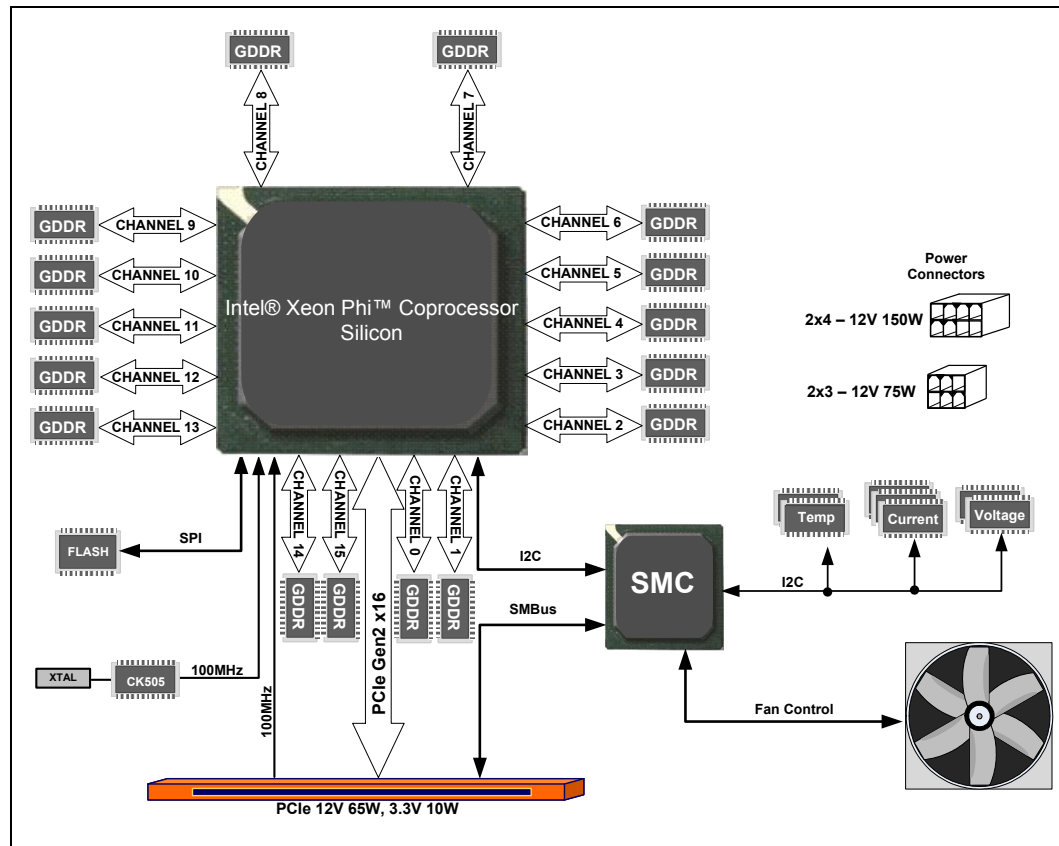 GDDR
GDDR
CHANNEL 8
CHANNEL 7
GDDR
CHANNEL 9
CHANNEL 6
GDDR
GDDR
CHANNEL 10
CHANNEL 5
GDDR
GDDR
CHANNEL 11
CHANNEL 4
GDDR
GDDR
CHANNEL 12
CHANNEL 3
GDDR
GDDR
CHANNEL 13
CHANNEL 2
GDDR
Intel® Xeon Phi™ Coprocessor
Silicon
Power
Connectors
2x4 – 12V 150W
2x3 – 12V 75W
CHANNEL 14
CHANNEL 15
CHANNEL 0
CHANNEL 1
GDDR
GDDR
GDDR
GDDR
PCIe Gen2 x16
FLASH
SPI
I2C
SMBus
SMC
I2C
Temp
Current
Voltage
XTAL
CK505
100MHz
100MHz
Fan Control
PCIe 12V 65W, 3.3V 10W